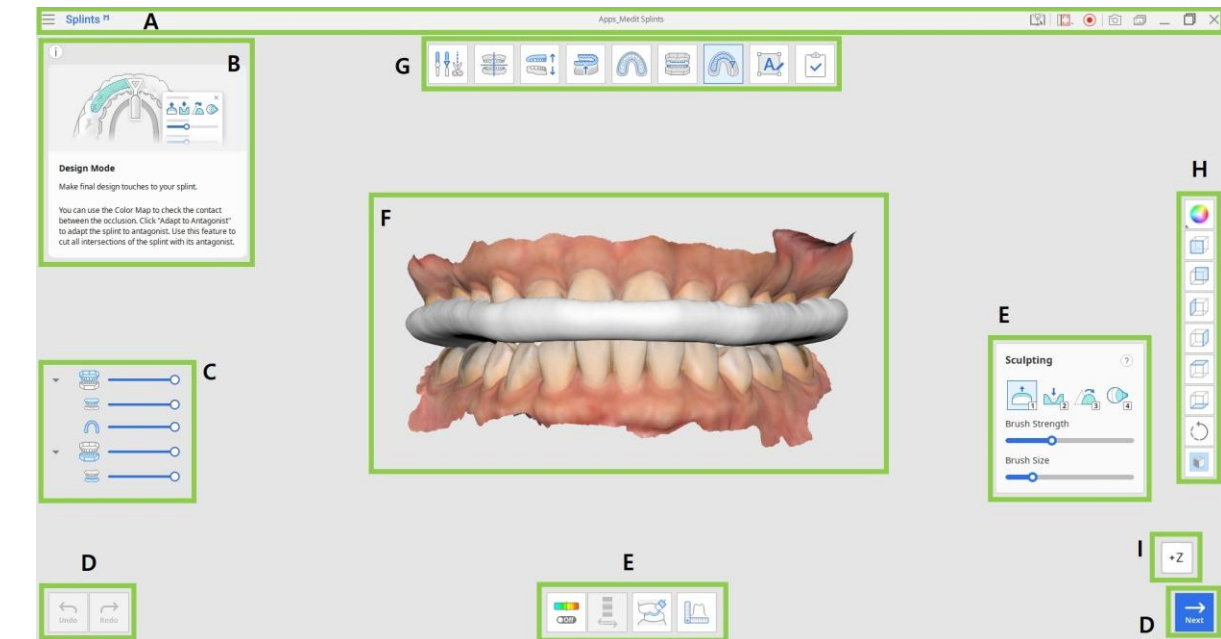 Splints M
A
Apps_Medit Splints
B
G
Design Mode
Make final design touches to your splint.
You can use the Color Map to check the contact
between the occlusion. Click "Adapt to Antagonist"
to adapt the splint to antagonist. Use this feature to
cut all intersections of the splint with its antagonist.
H
F
E
Sculpting
?
1
2
3
4
Brush Strength
Brush Size
C
D
Undo
Redo
E
Off
I
+Z
D
Next